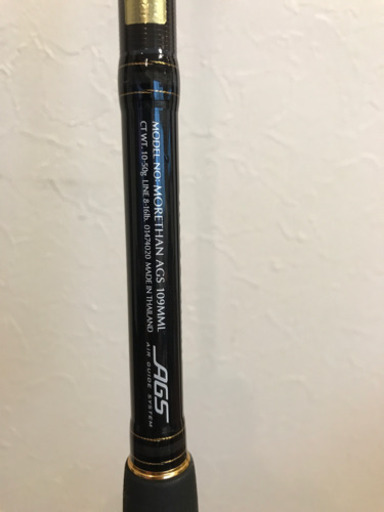 MODEL NO: MORETHAN AGS 109MML
CT WT. 10-50g. LINE 8-16lb. 01474020 MADE IN THAILAND
AGS
AIR GUIDE SYSTEM